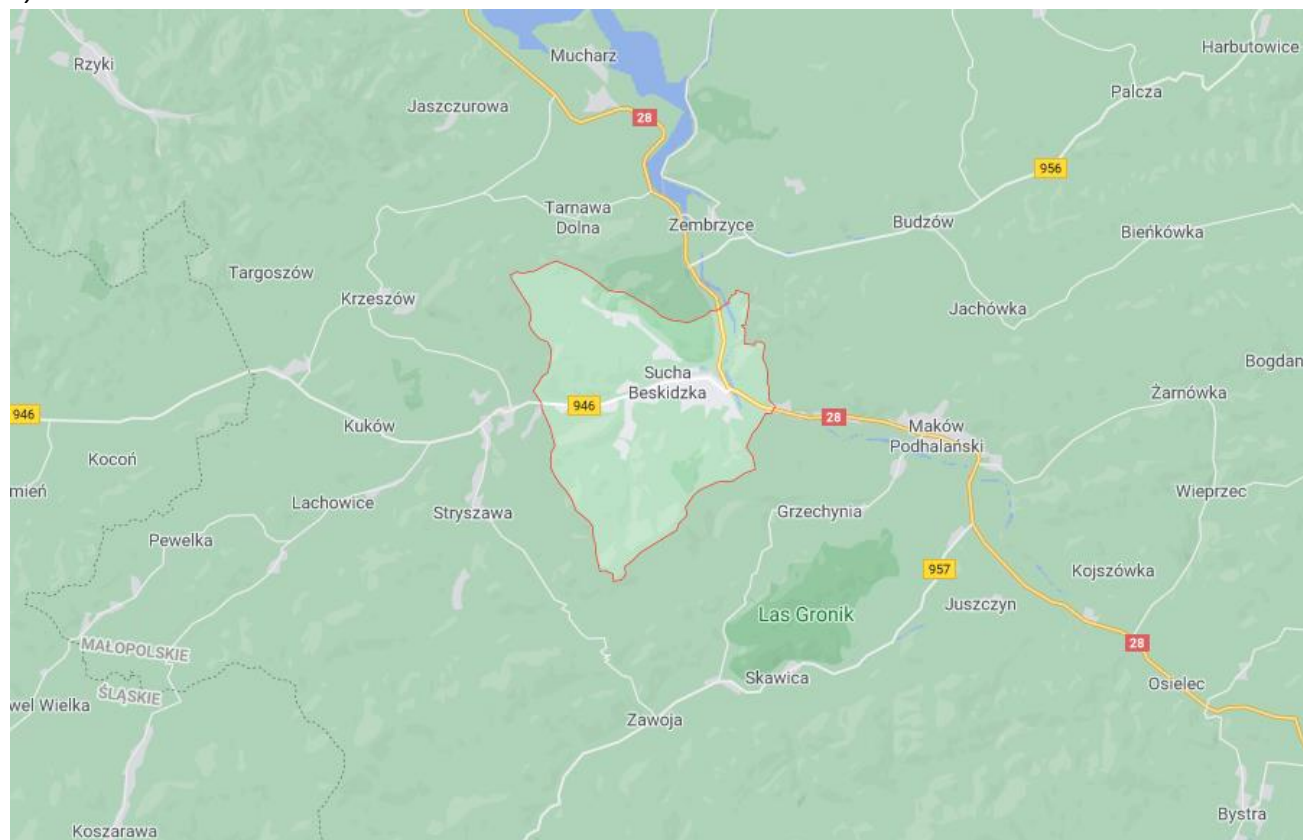 Mucharz
Harbutowice
Rzyki
Palcza
Jaszczurowa
28
956
Tarnawa
Dolna
Zembrzyce
Budzów
Bieńkówka
Targoszów
Krzeszów
Jachówka
Bogdan
Sucha
Beskidzka
Żarnówka
946
946
28
Kuków
Maków
Podhalański
Kocoń
mień
Wieprzec
Lachowice
Stryszawa
Grzechynia
Pewelka
957
Kojszówka
Juszczyn
Las Gronik
MAŁOPOLSKIE
28
ŚLĄSKIE
Skawica
Osielec
wel Wielka
Zawoja
Bystra
Koszarawa